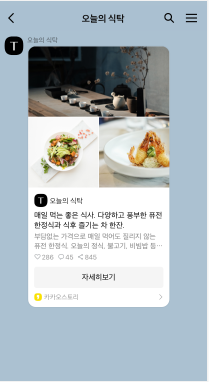 오늘의 식탁
T 오늘의 식탁
T 오늘의 식탁
매일 먹는 좋은 식사. 다양하고 풍부한 퓨전
한정식과 식후 즐기는 차 한잔.
부담없는 가격으로 매일 먹어도 질리지 않는
퓨전 한정식. 오늘의 정식, 불고기, 비빔밥 등...
286 45 845
자세히보기
카카오스토리